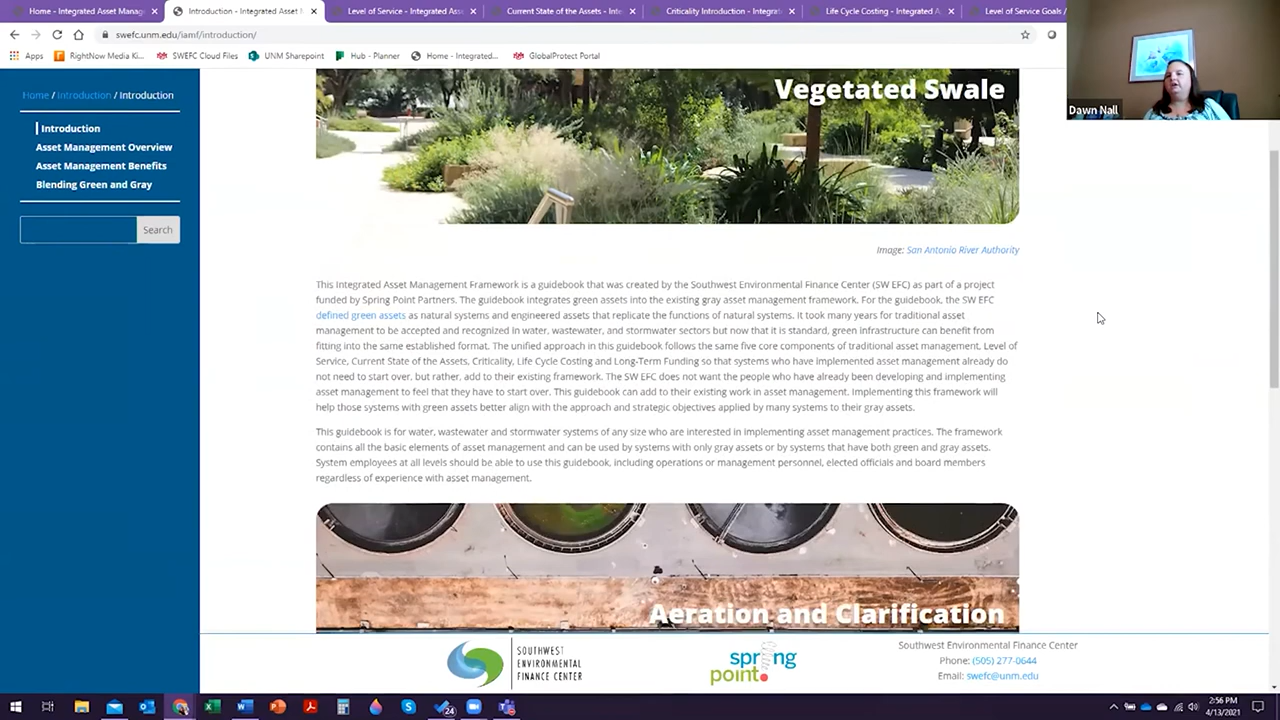 Home - Integrated Asset Manag
Introduction - Integrated Asset M
Level of Service - Integrated Asse
Current State of the Assets - Inte
Criticality Introduction - Integrate
Life Cycle Costing - Integrated A
Level of Service Goals /
swefc.unm.edu/iamf/introduction/
Apps
RightNow Media Ki...
SWEFC Cloud Files
UNM Sharepoint
Hub - Planner
Home - Integrated...
GlobalProtect Portal
Dawn Nall
Home / Introduction / Introduction
Introduction
Asset Management Overview
Asset Management Benefits
Blending Green and Gray
Search
Vegetated Swale
Image: San Antonio River Authority
This Integrated Asset Management Framework is a guidebook that was created by the Southwest Environmental Finance Center (SW EFC) as part of a project
funded by Spring Point Partners. The guidebook integrates green assets into the existing gray asset management framework. For the guidebook, the SW EFC
defined green assets as natural systems and engineered assets that replicate the functions of natural systems. It took many years for traditional asset
management to be accepted and recognized in water, wastewater, and stormwater sectors but now that it is standard, green infrastructure can benefit from
fitting into the same established format. The unified approach in this guidebook follows the same five core components of traditional asset management, Level of
Service, Current State of the Assets, Criticality, Life Cycle Costing and Long-Term Funding so that systems who have implemented asset management already do
not need to start over, but rather, add to their existing framework. The SW EFC does not want the people who have already been developing and implementing
asset management to feel that they have to start over. This guidebook can add to their existing work in asset management. Implementing this framework will
help those systems with green assets better align with the approach and strategic objectives applied by many systems to their gray assets.
This guidebook is for water, wastewater and stormwater systems of any size who are interested in implementing asset management practices. The framework
contains all the basic elements of asset management and can be used by systems with only gray assets or by systems that have both green and gray assets.
System employees at all levels should be able to use this guidebook, including operations or management personnel, elected officials and board members
regardless of experience with asset management.
Aeration and Clarification
SOUTHWEST
ENVIRONMENTAL
FINANCE CENTER
spring
point.
Southwest Environmental Finance Center
Phone: (505) 277-0644
Email: swefc@unm.edu
24
2:56 PM
4/13/2021